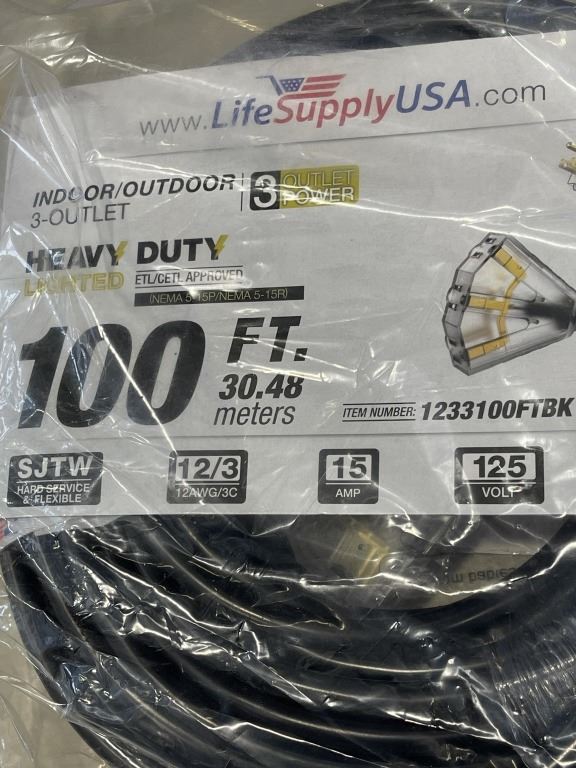 www.LifeSupplyUSA.com
INDOOR/OUTDOOR
3-OUTLET
3 OUTLET POWER
HEAVY DUTY
LIGHTED
ETL/CETL APPROVED
(NEMA 5-15P/NEMA 5-15R)
100 FT.
30.48
meters
ITEM NUMBER: 1233100FTBK
SJTW
HARD SERVICE
& FLEXIBLE
12/3
12AWG/3C
15
AMP
125
VOLT